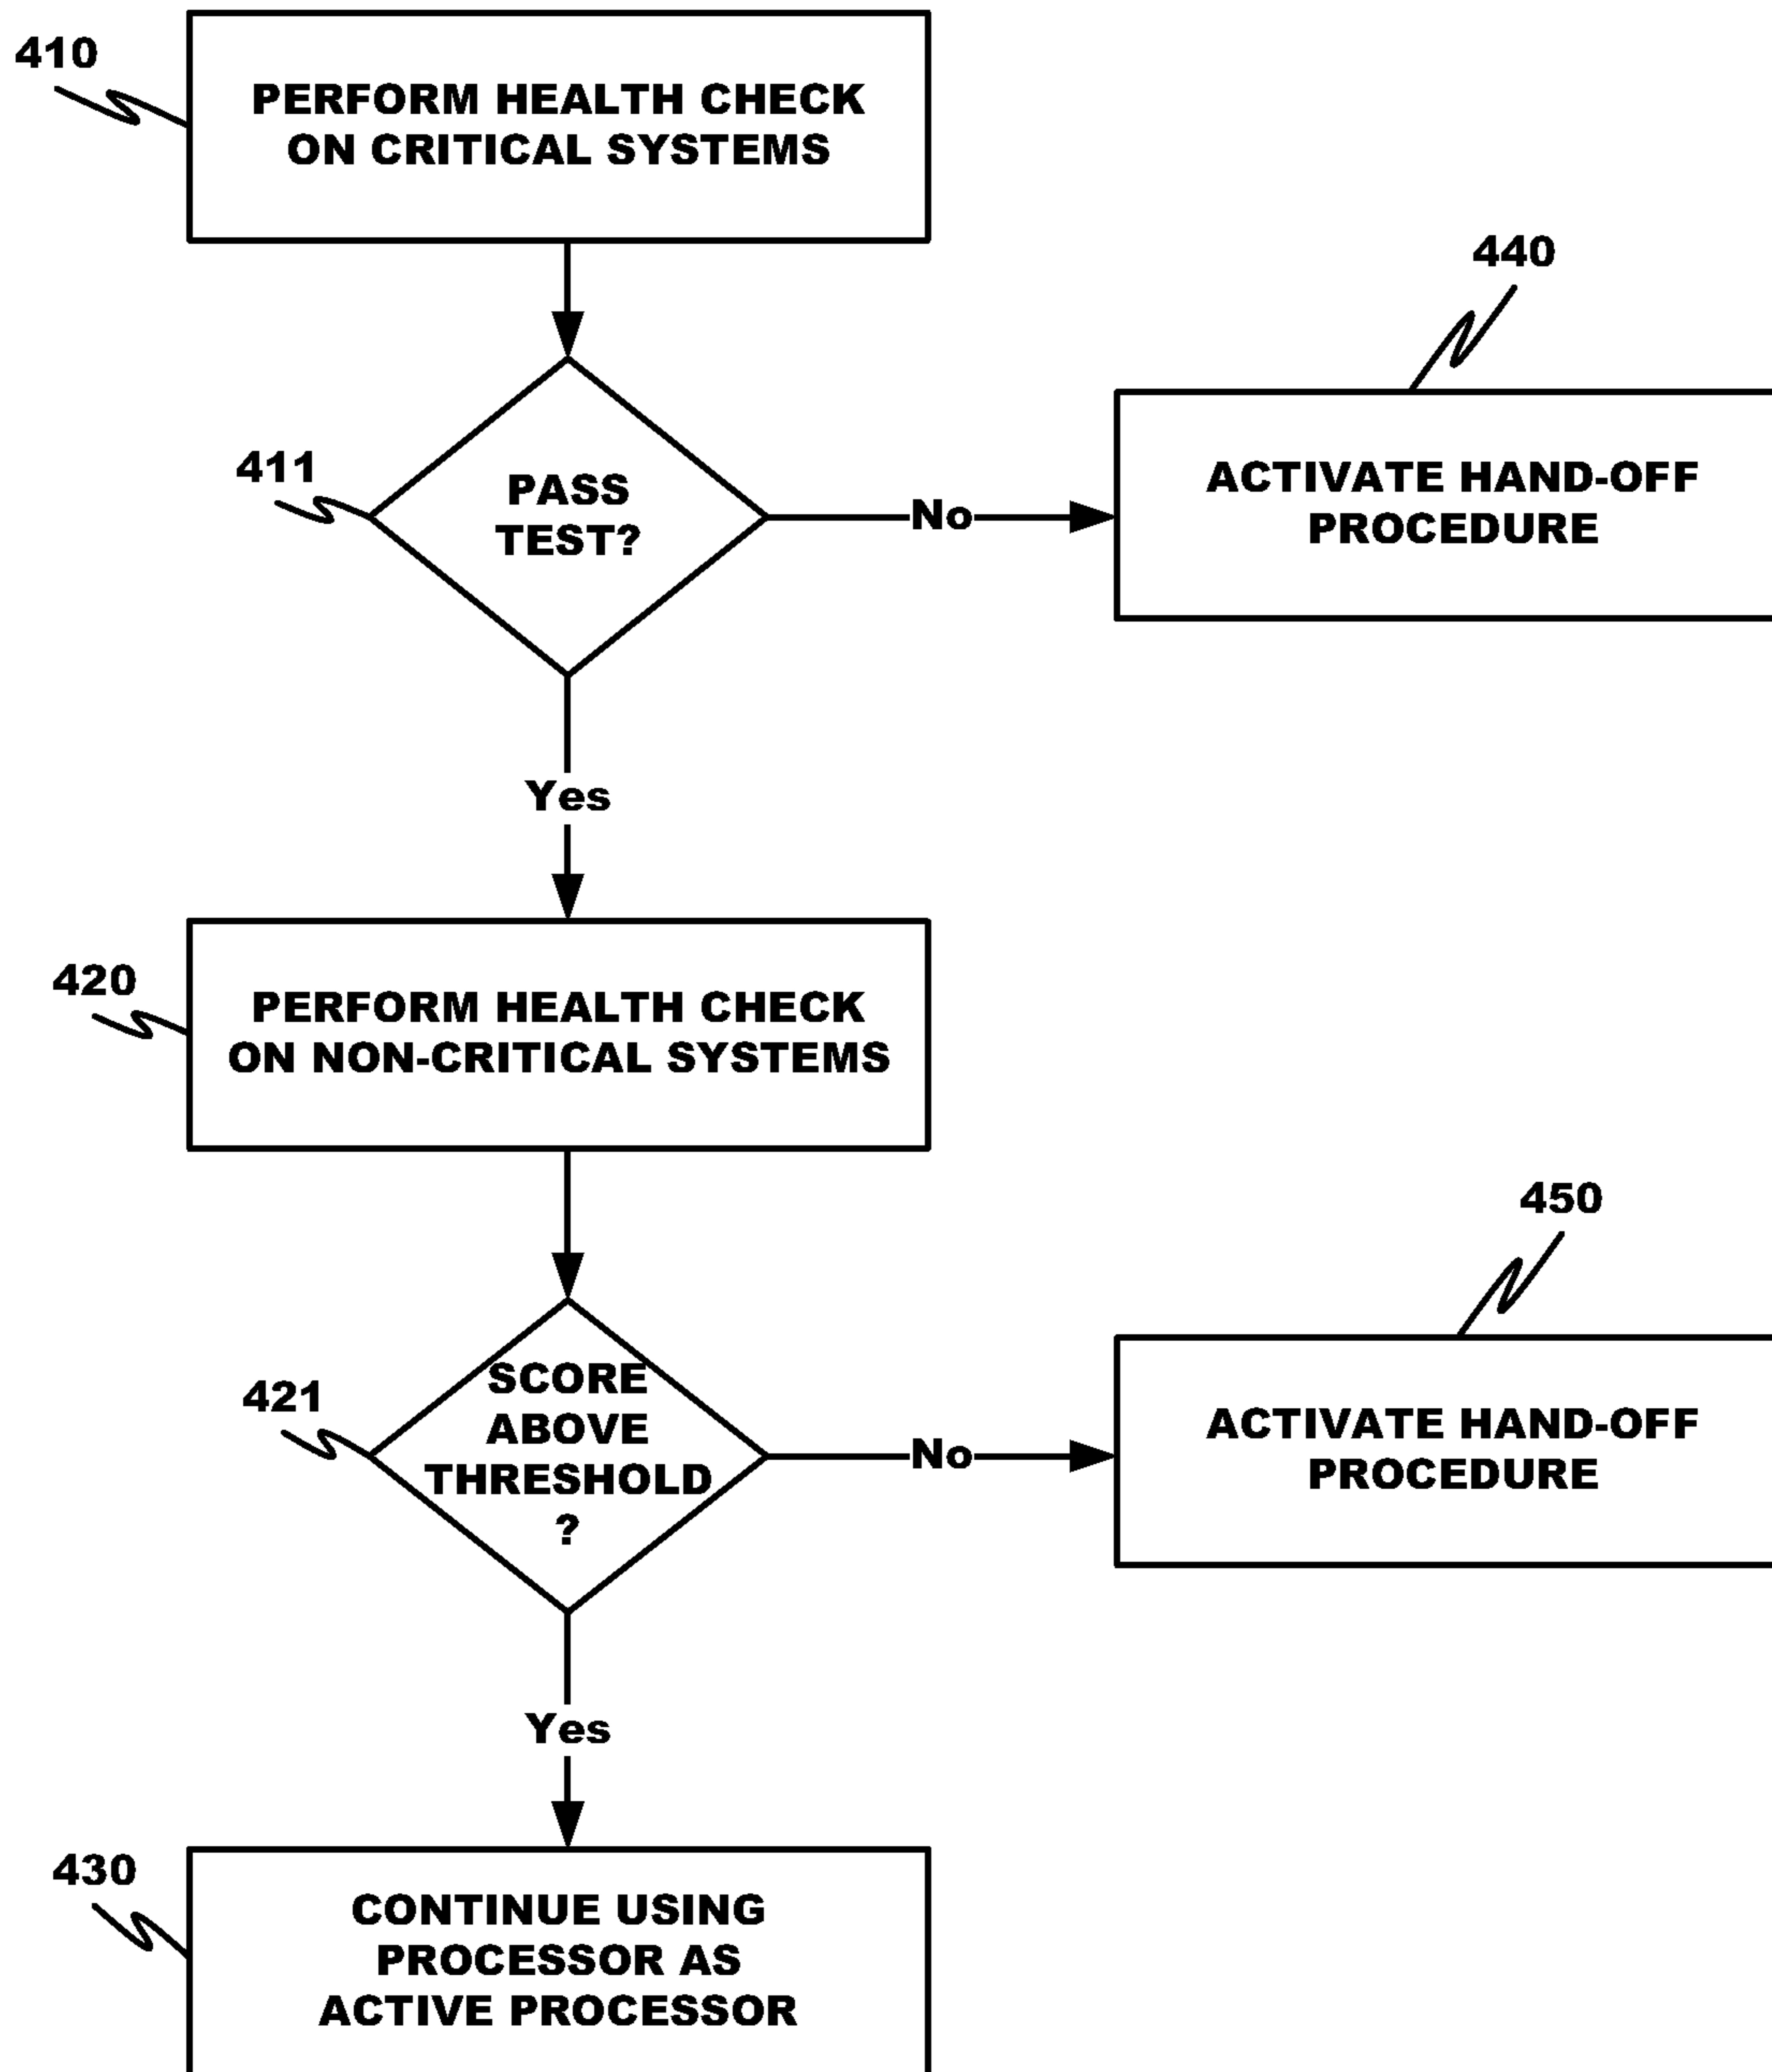 410
PERFORM HEALTH CHECK
ON CRITICAL SYSTEMS
440
411
PASS
TEST?
No
ACTIVATE HAND-OFF
PROCEDURE
Yes
420
PERFORM HEALTH CHECK
ON NON-CRITICAL SYSTEMS
450
421
SCORE
ABOVE
THRESHOLD
?
No
ACTIVATE HAND-OFF
PROCEDURE
Yes
430
CONTINUE USING
PROCESSOR AS
ACTIVE PROCESSOR